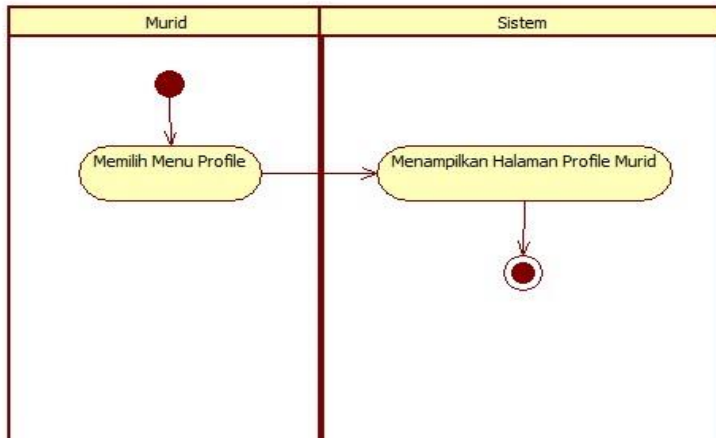 Murid
Sistem
Memilih Menu Profile
Menampilkan Halaman Profile Murid